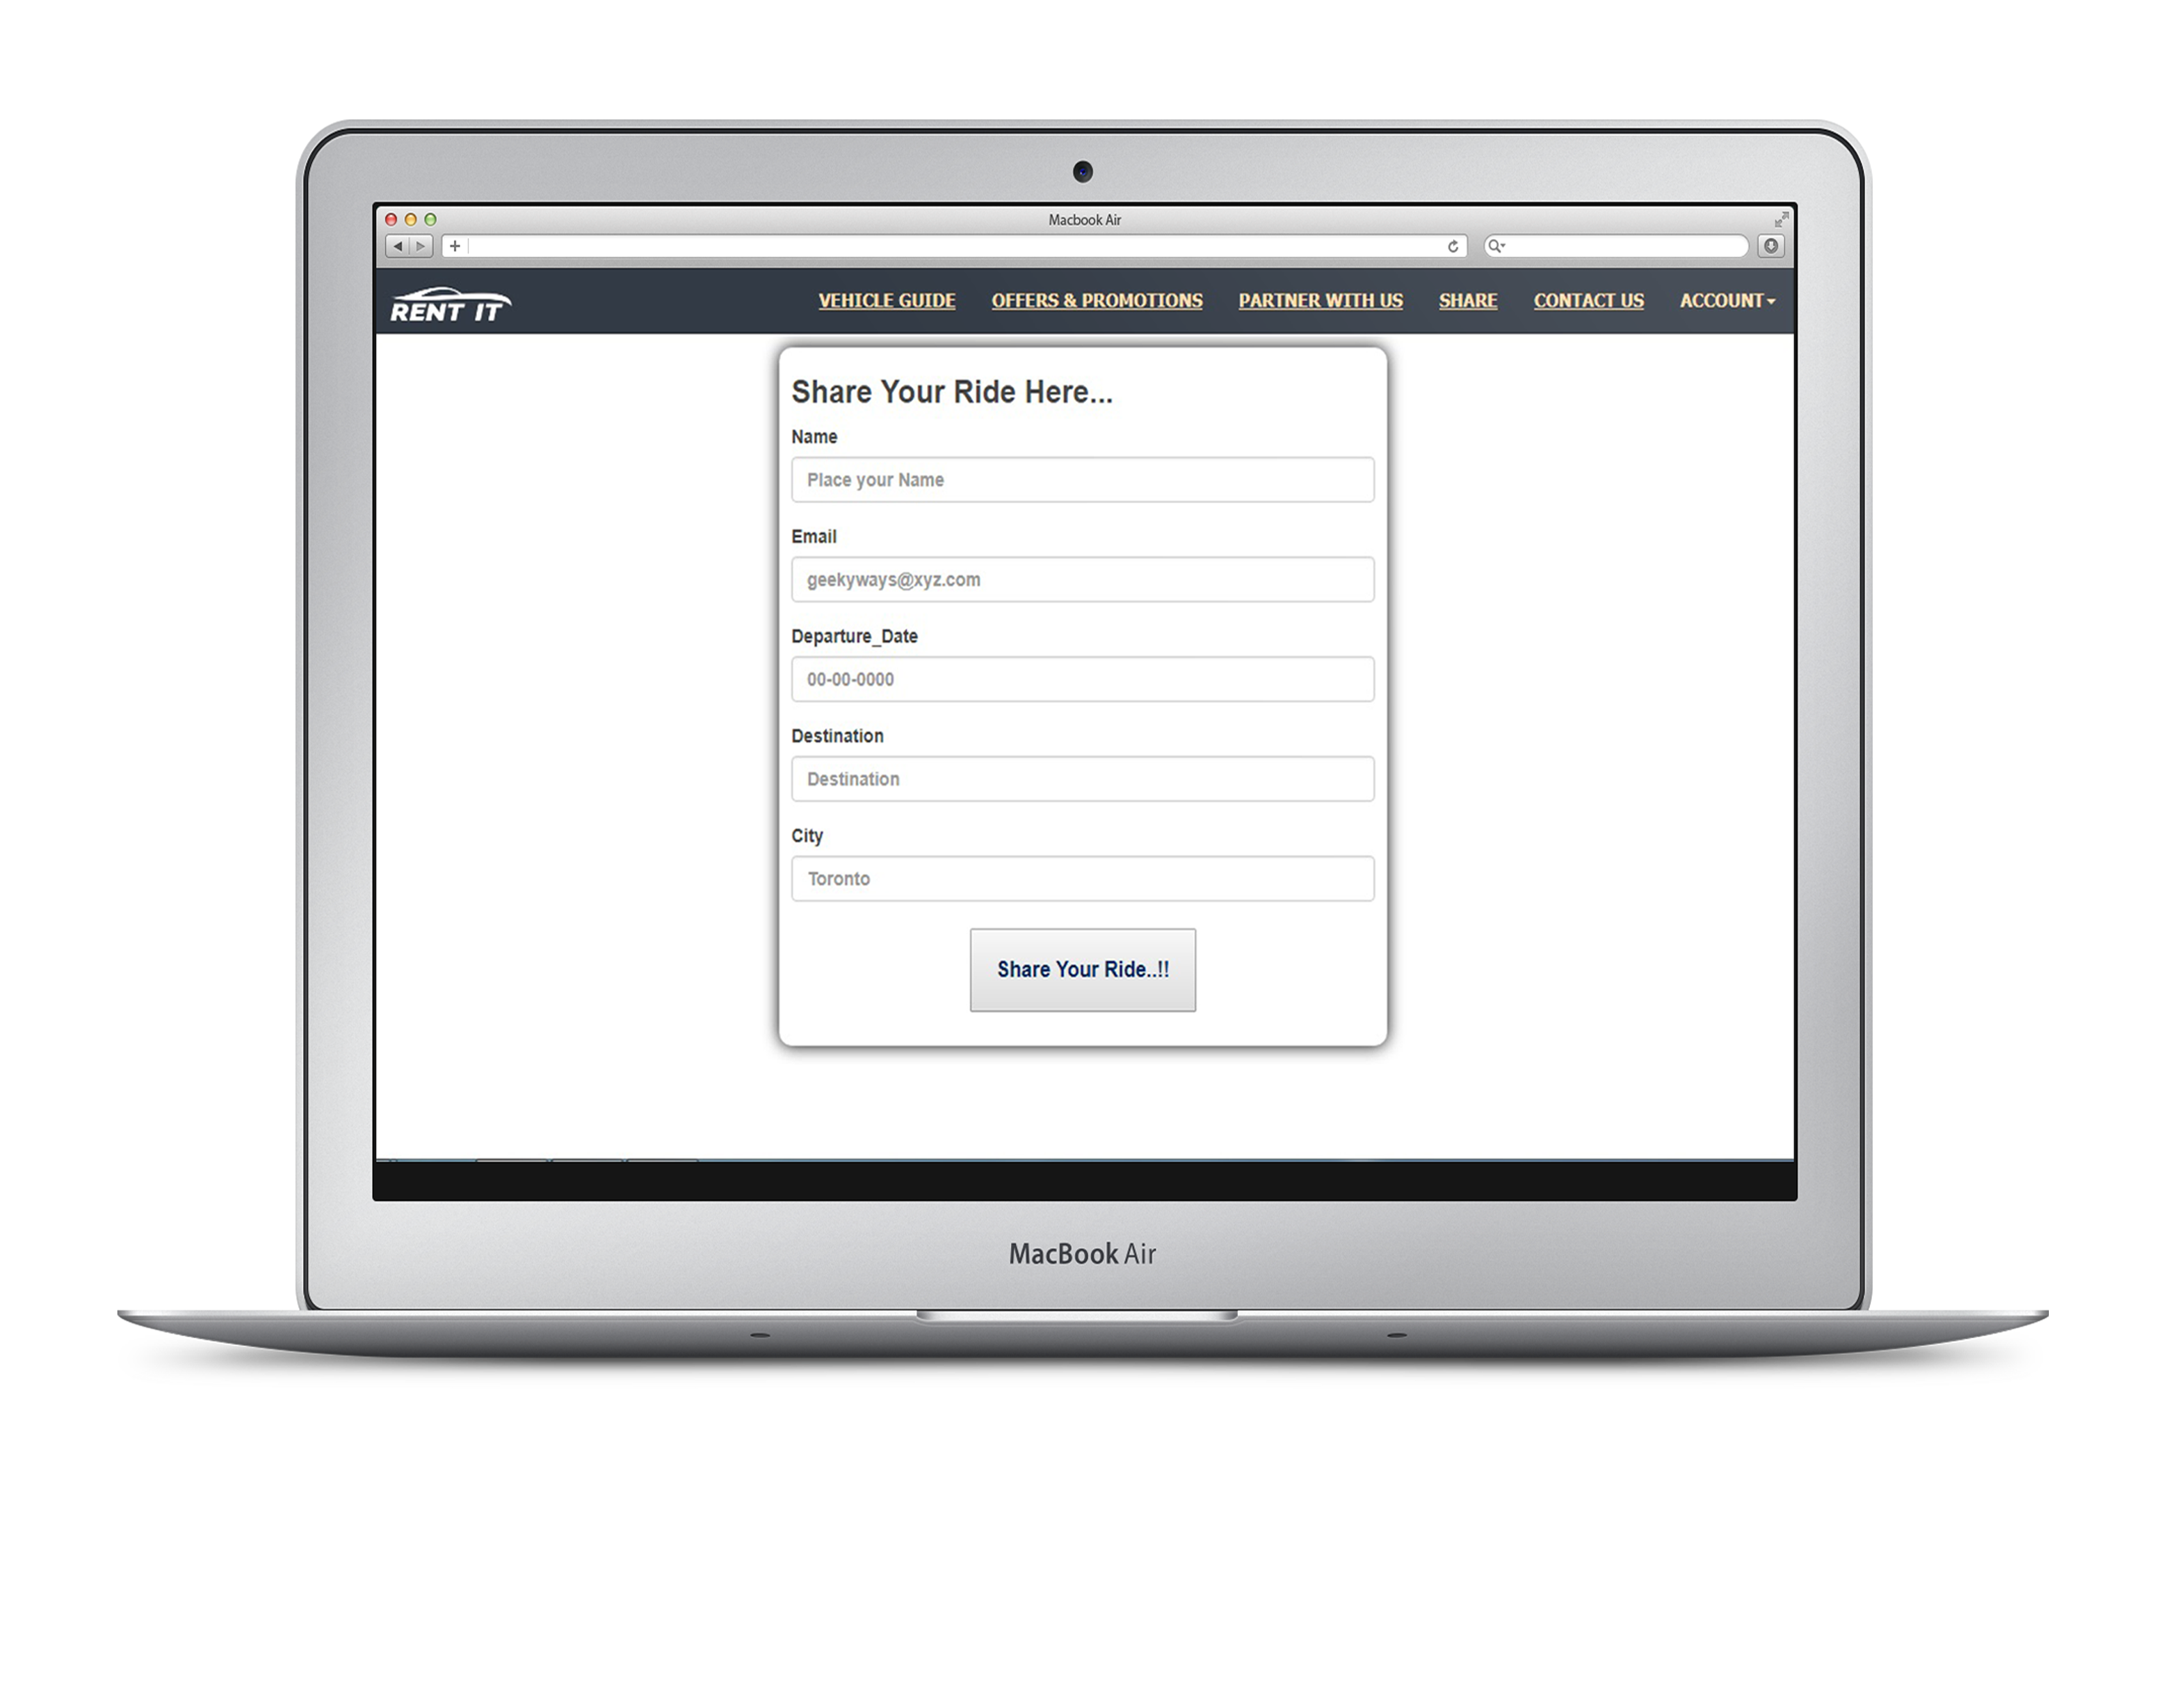 Macbook Air
RENT IT
VEHICLE GUIDE OFFERS & PROMOTIONS PARTNER WITH US SHARE CONTACT US ACCOUNT
Share Your Ride Here...
Name
Place your Name
Email
geekyways@xyz.com
Departure_Date
00-00-0000
Destination
Destination
City
Toronto
Share Your Ride..!!
MacBook Air